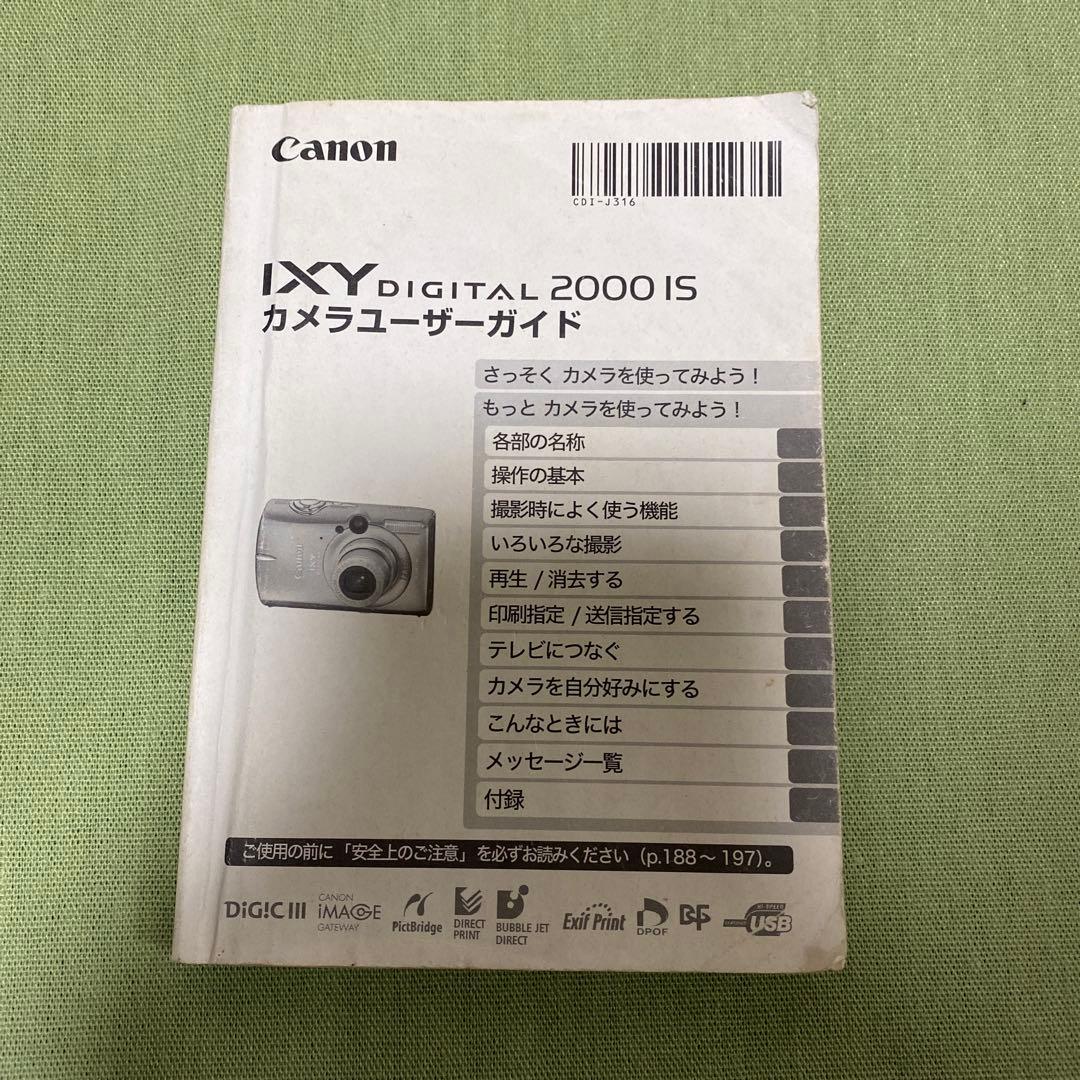 Canon
CDI-J316
IXY DIGITAL 2000 IS
カメラユーザーガイド
さっそく カメラを使ってみよう！
もっと カメラを使ってみよう！
各部の名称
操作の基本
撮影時によく使う機能
いろいろな撮影
再生 / 消去する
印刷指定 / 送信指定する
テレビにつなぐ
カメラを自分好みにする
こんなときには
メッセージ一覧
付録
Canon
IXY
ご使用の前に「安全上のご注意」を必ずお読みください（p.188～ 197）。
DiG!C III
CANON
iMAGE
GATEWAY
PictBridge
DIRECT
PRINT
BUBBLE JET
DIRECT
Exif Print
DPOF
HI-SPEED
CERTIFIED
USB